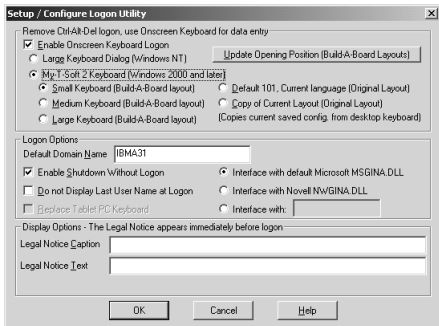 Setup / Configure Logon Utility
Remove Ctrl-Alt-Del logon, use Onscreen Keyboard for data entry
Enable Onscreen Keyboard Logon
Update Opening Position (Build-A-Board Layouts)
Large Keyboard Dialog (Windows NT)
My-T-Soft 2 Keyboard (Windows 2000 and later)
Small Keyboard (Build-A-Board layout)
Default 101, Current language (Original Layout)
Medium Keyboard (Build-A-Board layout)
Copy of Current Layout (Original Layout)
Large Keyboard (Build-A-Board layout)
(Copies current saved config. from desktop keyboard)
Logon Options
Default Domain Name
IBMA31
Enable Shutdown Without Logon
Interface with default Microsoft MSGINA.DLL
Do not Display Last User Name at Logon
Interface with Novell NWGINA.DLL
Replace Tablet PC Keyboard
Interface with:
Display Options - The Legal Notice appears immediately before logon
Legal Notice Caption
Legal Notice Text
OK
Cancel
Help